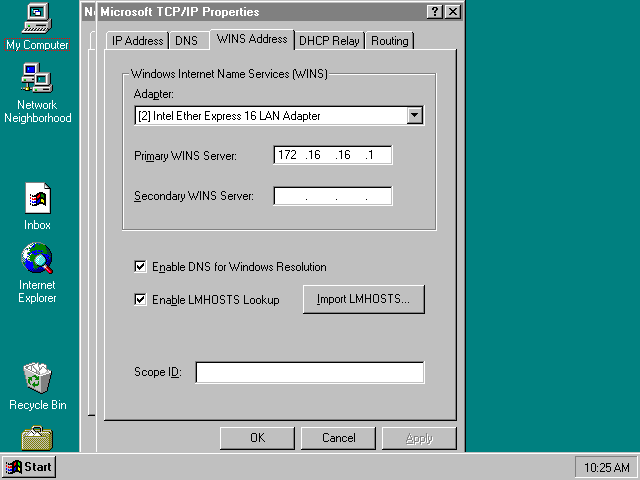 My Computer
Network
Neighborhood
Inbox
Internet
Explorer
Recycle Bin
Microsoft TCP/IP Properties
IP Address
DNS
WINS Address
DHCP Relay
Routing
Windows Internet Name Services (WINS)
Adapter:
[2] Intel Ether Express 16 LAN Adapter
Primary WINS Server: 172 .16 .16 .1
Secondary WINS Server: . . .
Enable DNS for Windows Resolution
Enable LMHOSTS Lookup
Import LMHOSTS...
Scope ID:
OK
Cancel
Apply
Start
10:25 AM